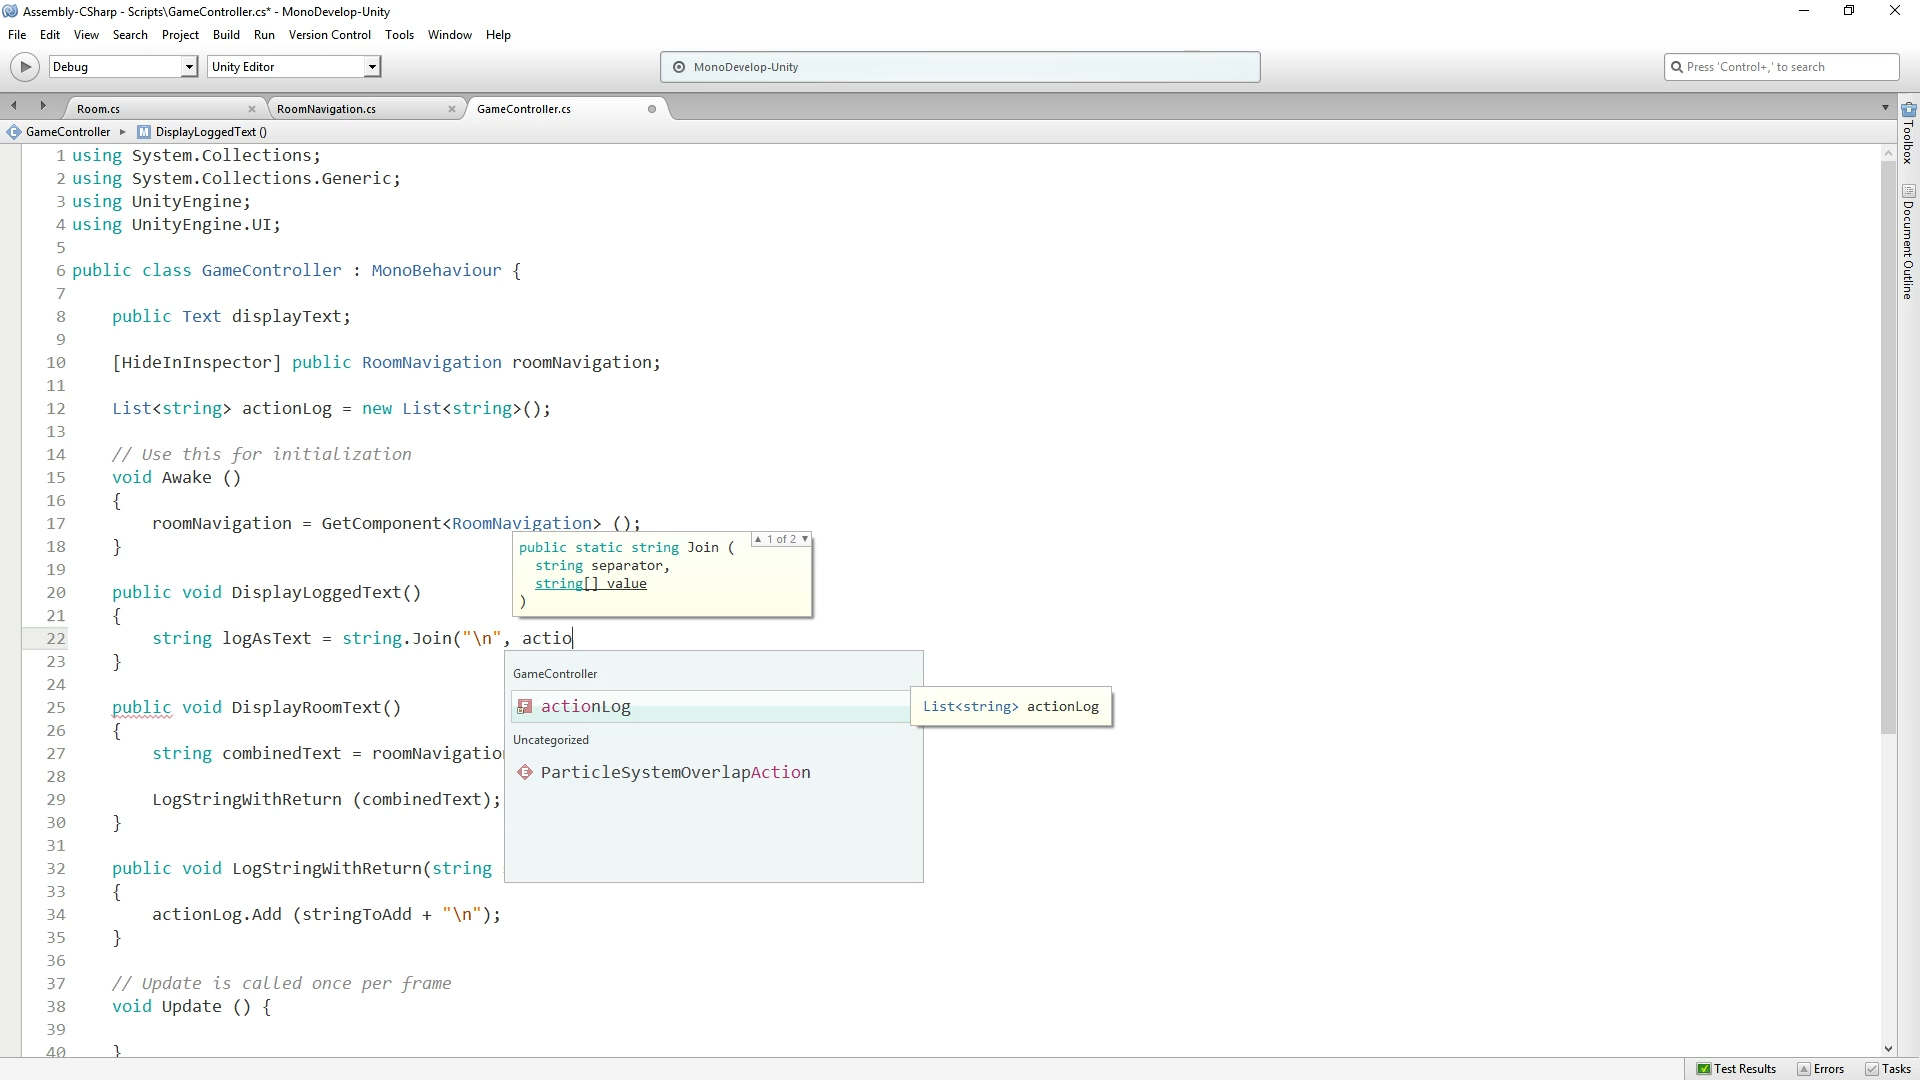 Assembly-CSharp - Scripts\GameController.cs* - MonoDevelop-Unity
File Edit View Search Project Build Run Version Control Tools Window Help
Debug Unity Editor MonoDevelop-Unity Press 'Control+,' to search
Room.cs RoomNavigation.cs GameController.cs
GameController DisplayLoggedText ()
Toolbox
Document Outline
1 using System.Collections;
2 using System.Collections.Generic;
3 using UnityEngine;
4 using UnityEngine.UI;
5
6 public class GameController : MonoBehaviour {
7
8 public Text displayText;
9
10 [HideInInspector] public RoomNavigation roomNavigation;
11
12 List<string> actionLog = new List<string>();
13
14 // Use this for initialization
15 void Awake ()
16 {
17 roomNavigation = GetComponent<RoomNavigation> ();
18 }
19
20 public void DisplayLoggedText()
21 {
22 string logAsText = string.Join("\n", actio
23 }
24
25 public void DisplayRoomText()
26 {
27 string combinedText = roomNavigatio
28
29 LogStringWithReturn (combinedText);
30 }
31
32 public void LogStringWithReturn(string
33 {
34 actionLog.Add (stringToAdd + "\n");
35 }
36
37 // Update is called once per frame
38 void Update () {
39
40 }
1 of 2
public static string Join (
string separator,
string[] value
)
GameController
actionLog
List<string> actionLog
Uncategorized
ParticleSystemOverlapAction
Test Results Errors Tasks